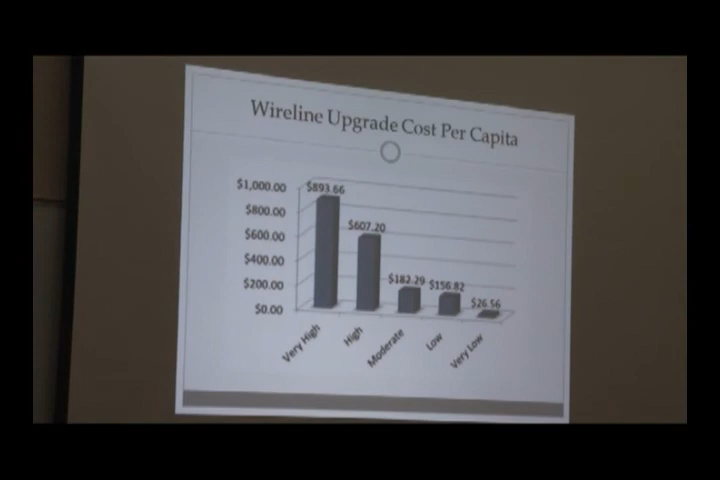 Wireline Upgrade Cost Per Capita
$1,000.00
$800.00
$600.00
$400.00
$200.00
$0.00
$893.66
$607.20
$182.29
$156.82
$26.56
Very High
High
Moderate
Low
Very Low